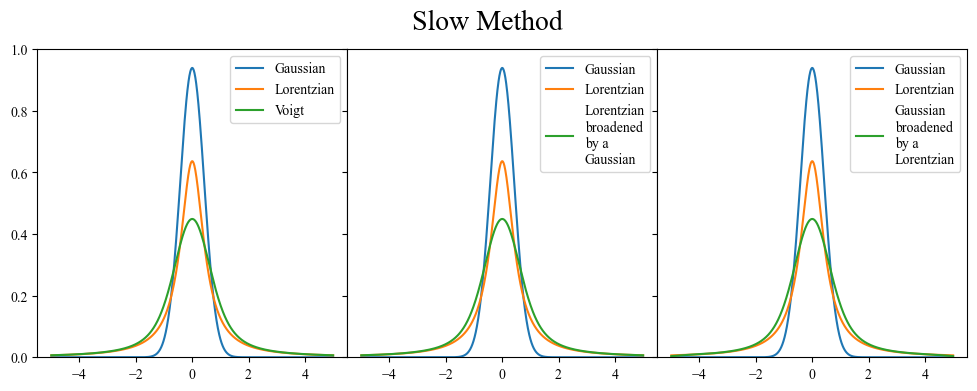 Slow Method
1.0
0.8
0.6
0.4
0.2
0.0
Gaussian
Lorentzian
Voigt
−4
−2
0
2
4
Gaussian
Lorentzian
Lorentzian
broadened
by a
Gaussian
−4
−2
0
2
4
Gaussian
Lorentzian
Gaussian
broadened
by a
Lorentzian
−4
−2
0
2
4